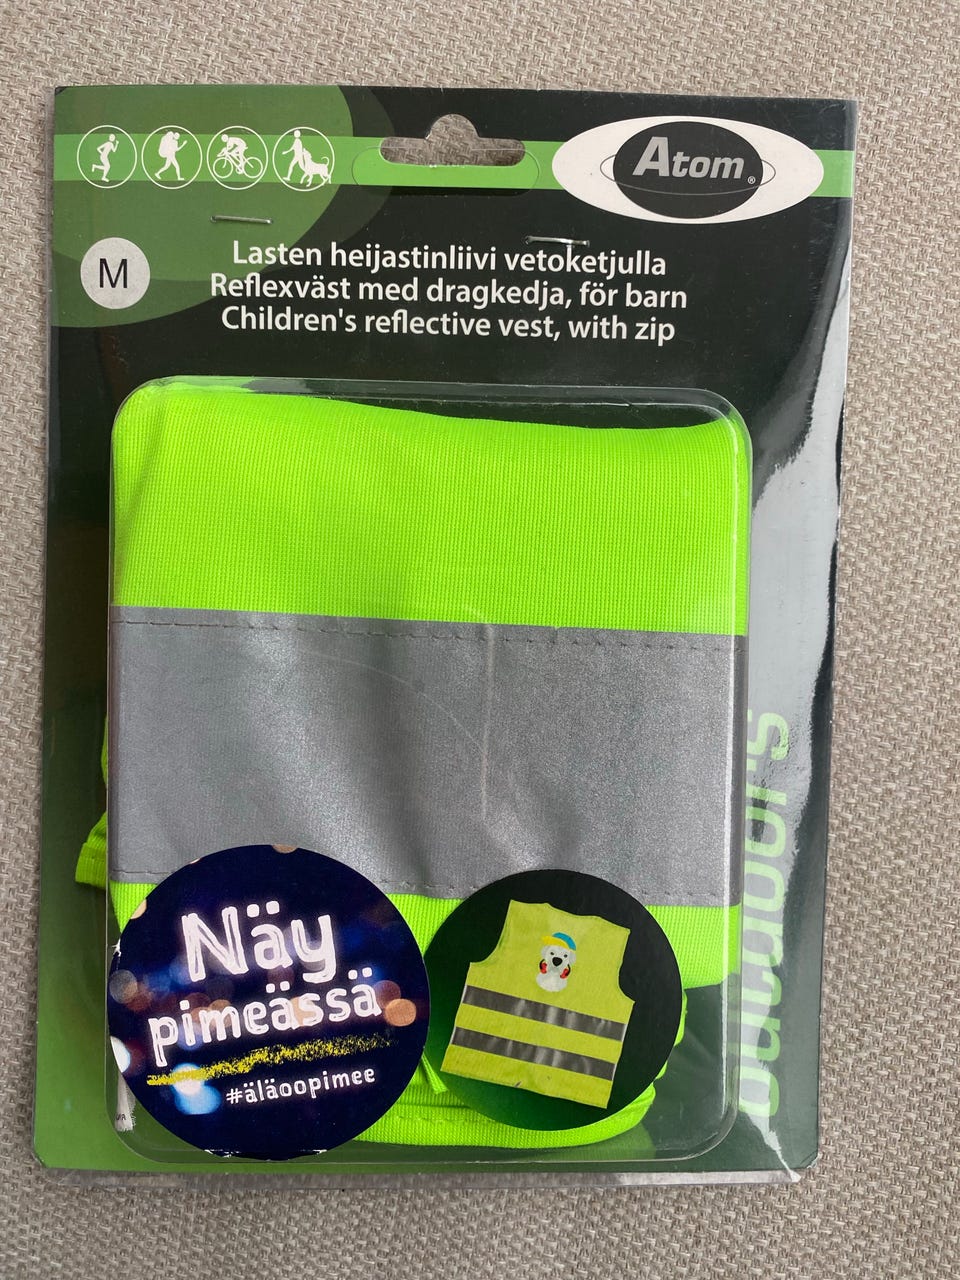 Atom®
M
Lasten heijastinliivi vetoketjulla
Reflexväst med dragkedja, för barn
Children's reflective vest, with zip
outdoors
Näy
pimeässä
#äläoopimee